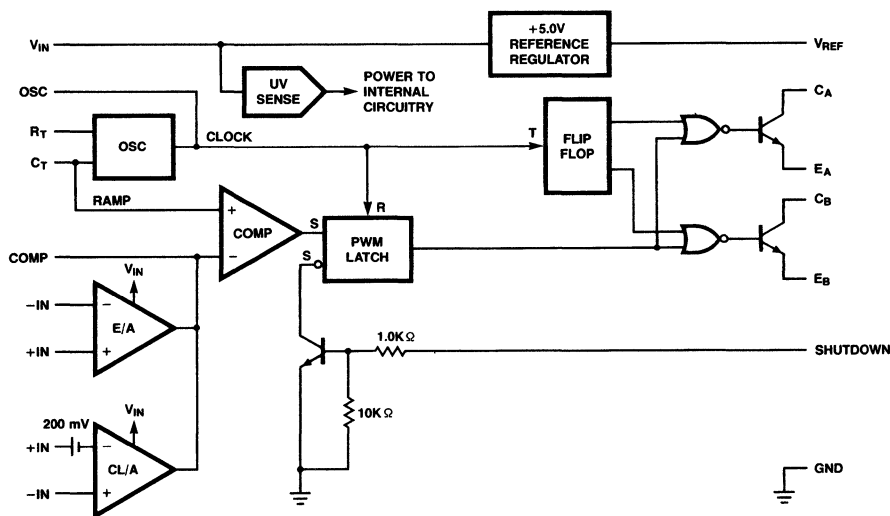 VIN
+5.0V
REFERENCE
REGULATOR
VREF
UV
SENSE
POWER TO
INTERNAL
CIRCUITRY
OSC
CA
RT
OSC
CLOCK
T
FLIP
FLOP
CT
EA
RAMP
+
COMP
−
S
R
PWM
LATCH
S
CB
COMP
EB
VIN
−IN
−
E/A
+IN
+
1.0KΩ
SHUTDOWN
10KΩ
200 mV
VIN
+IN
−
CL/A
−IN
+
GND